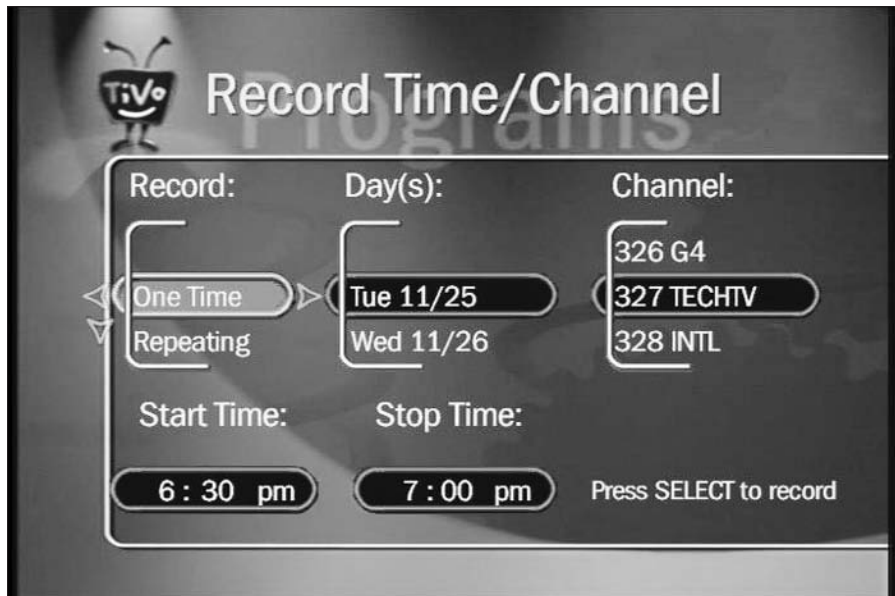 TiVo
Programs
Record Time/Channel
Record:
Day(s):
Channel:
326 G4
One Time
Tue 11/25
327 TECHTV
Repeating
Wed 11/26
328 INTL
Start Time:
Stop Time:
6 : 30 pm
7 : 00 pm
Press SELECT to record